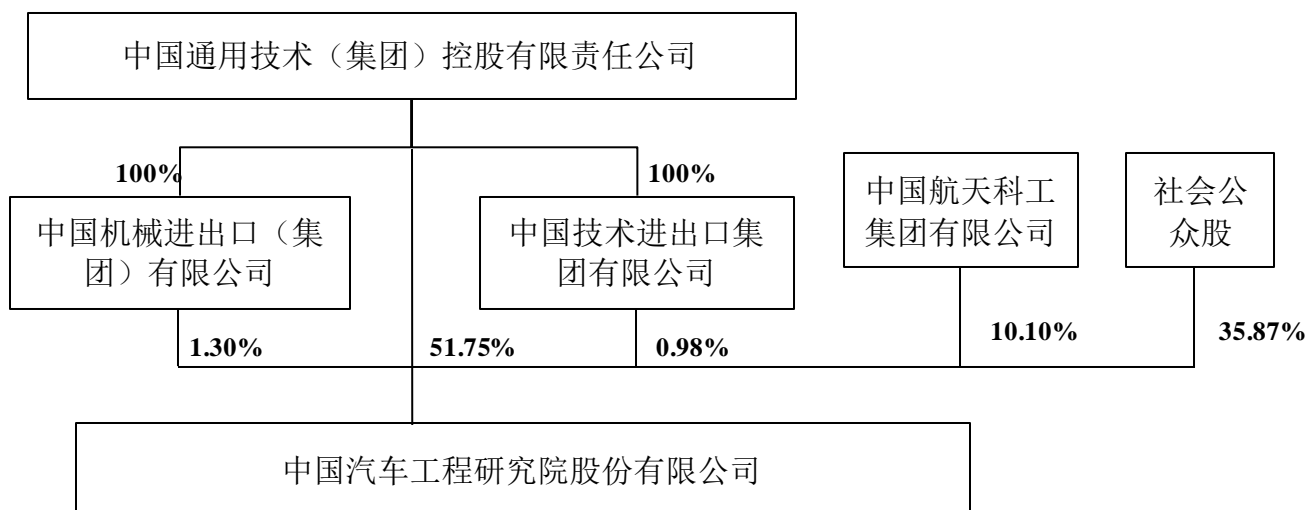 中国通用技术（集团）控股有限责任公司
100%
100%
中国机械进出口（集
团）有限公司
中国技术进出口集
团有限公司
中国航天科工
集团有限公司
社会公
众股
1.30%
51.75%
0.98%
10.10%
35.87%
中国汽车工程研究院股份有限公司